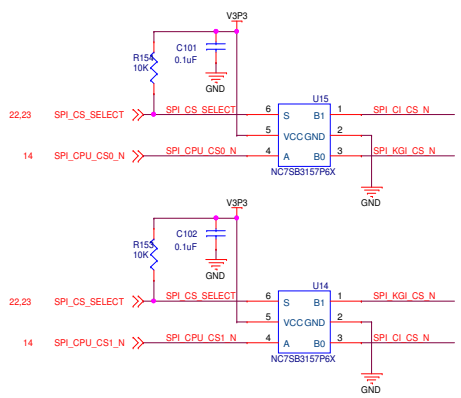 V3P3
R154
10K
C101
0.1uF
GND
U15
22,23 SPI_CS_SELECT SPI_CS_SELECT 6 S B1 1 SPI_CI_CS_N
5 VCC GND 2
14 SPI_CPU_CS0_N SPI_CPU_CS0_N 4 A B0 3 SPI_KGI_CS_N
NC7SB3157P6X
GND
V3P3
R153
10K
C102
0.1uF
GND
U14
22,23 SPI_CS_SELECT SPI_CS_SELECT 6 S B1 1 SPI_KGI_CS_N
5 VCC GND 2
14 SPI_CPU_CS1_N SPI_CPU_CS1_N 4 A B0 3 SPI_CI_CS_N
NC7SB3157P6X
GND